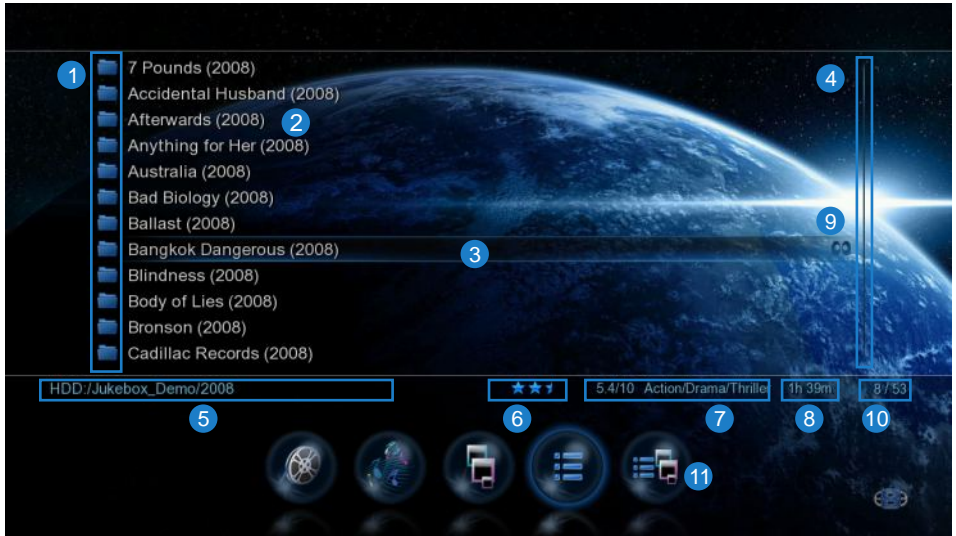 1
7 Pounds (2008)
4
Accidental Husband (2008)
Afterwards (2008)
2
Anything for Her (2008)
Australia (2008)
Bad Biology (2008)
Ballast (2008)
9
Bangkok Dangerous (2008)
3
Blindness (2008)
Body of Lies (2008)
Bronson (2008)
Cadillac Records (2008)
HDD:/Jukebox_Demo/2008
5.4/10 Action/Drama/Thrille
1h 39m
8 / 53
5
6
7
8
10
11